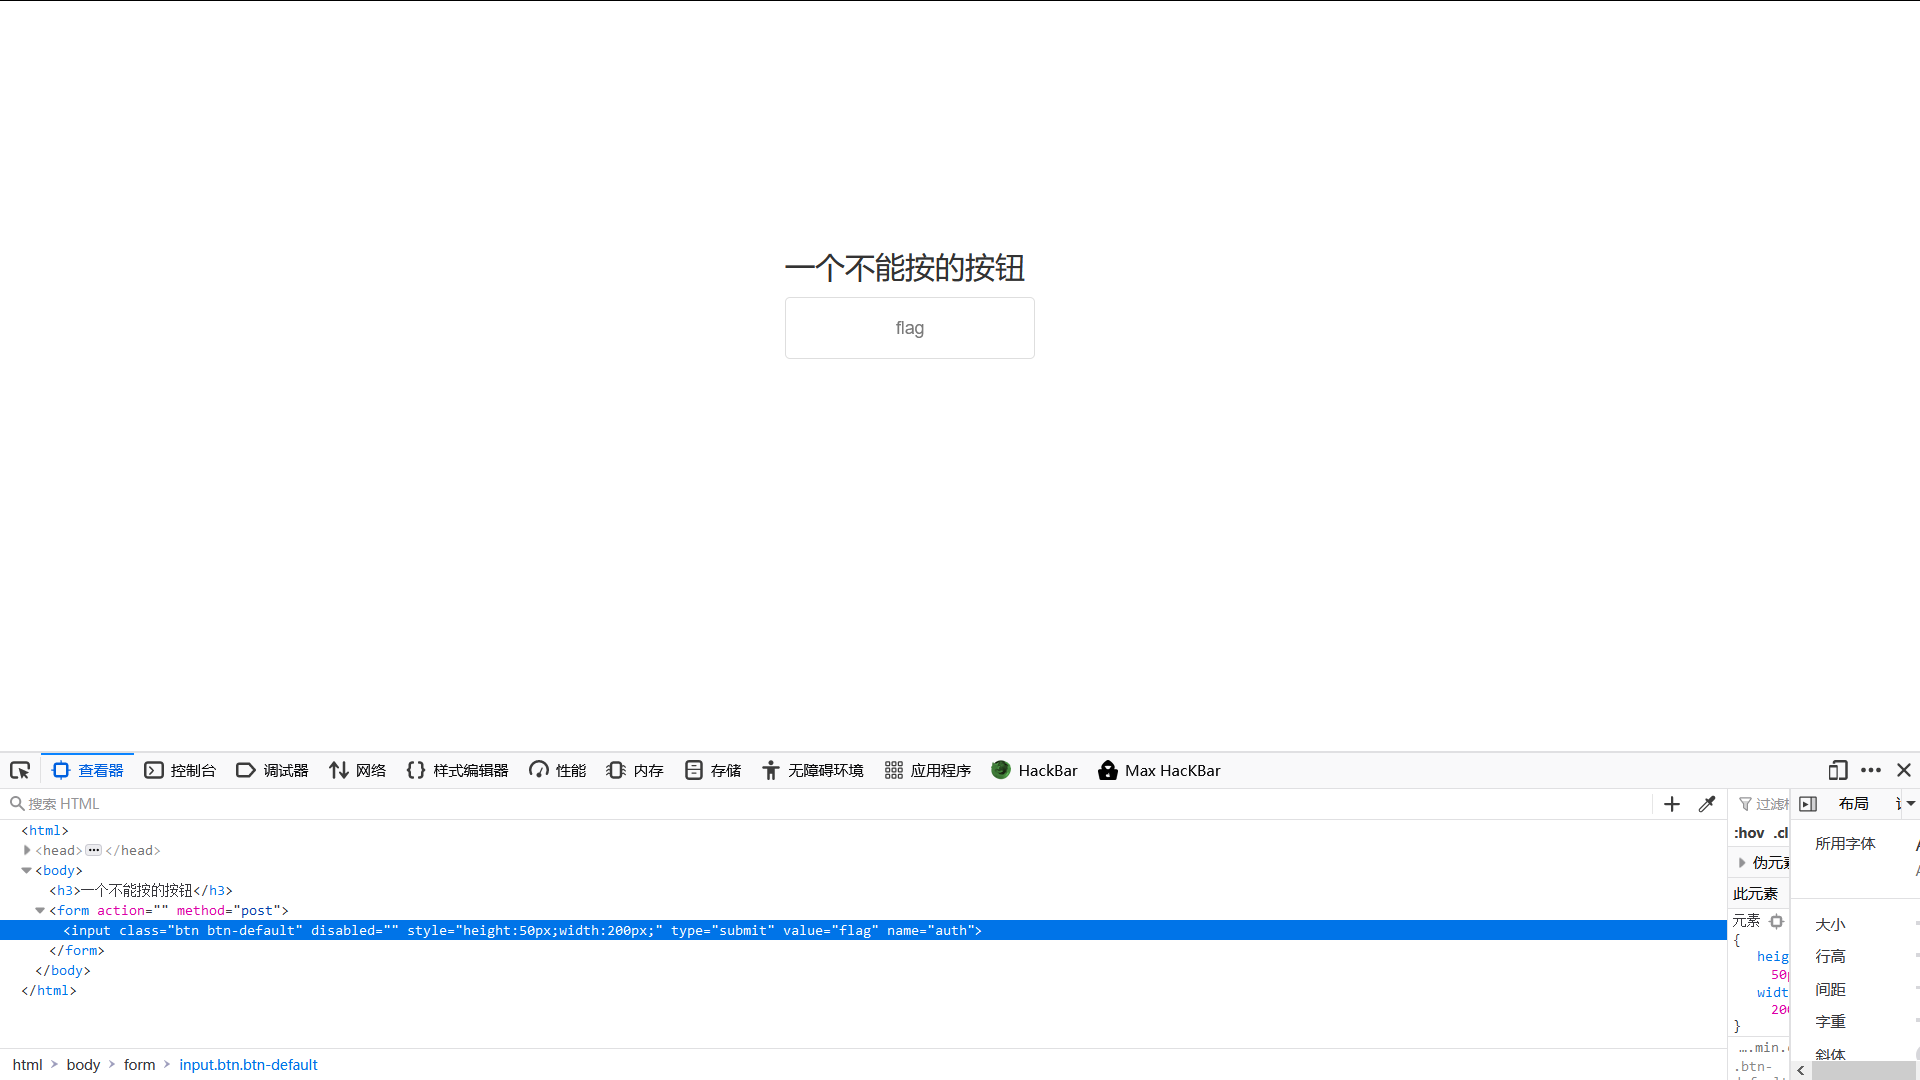 一个不能按的按钮
flag
查看器 控制台 调试器 网络 样式编辑器 性能 内存 存储 无障碍环境 应用程序 HackBar Max HacKBar
搜索 HTML
<html>
<head> </head>
<body>
<h3>一个不能按的按钮</h3>
<form action="" method="post">
<input class="btn btn-default" disabled="" style="height:50px;width:200px;" type="submit" value="flag" name="auth">
</form>
</body>
</html>
html body form input.btn.btn-default
过滤
:hov .cl
伪元素
此元素
元素
{
heig
50
widt
20
}
….min.
.btn-
布局
所用字体
大小
行高
间距
字重
斜体